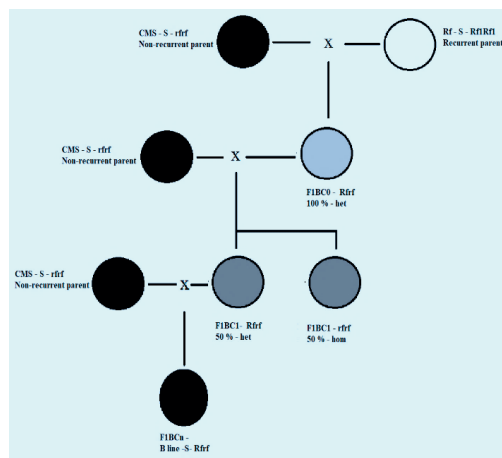 CMS - S - rfrf
Non-recurrent parent
X
Rf - S - Rf1Rf1
Recurrent parent
CMS - S - rfrf
Non-recurrent parent
X
F1BC0 - Rfrf
100 % - het
CMS - S - rfrf
Non-recurrent parent
X
F1BC1- Rfrf
50 % - het
F1BC1 - rfrf
50 % - hom
F1BCn -
B line -S- Rfrf